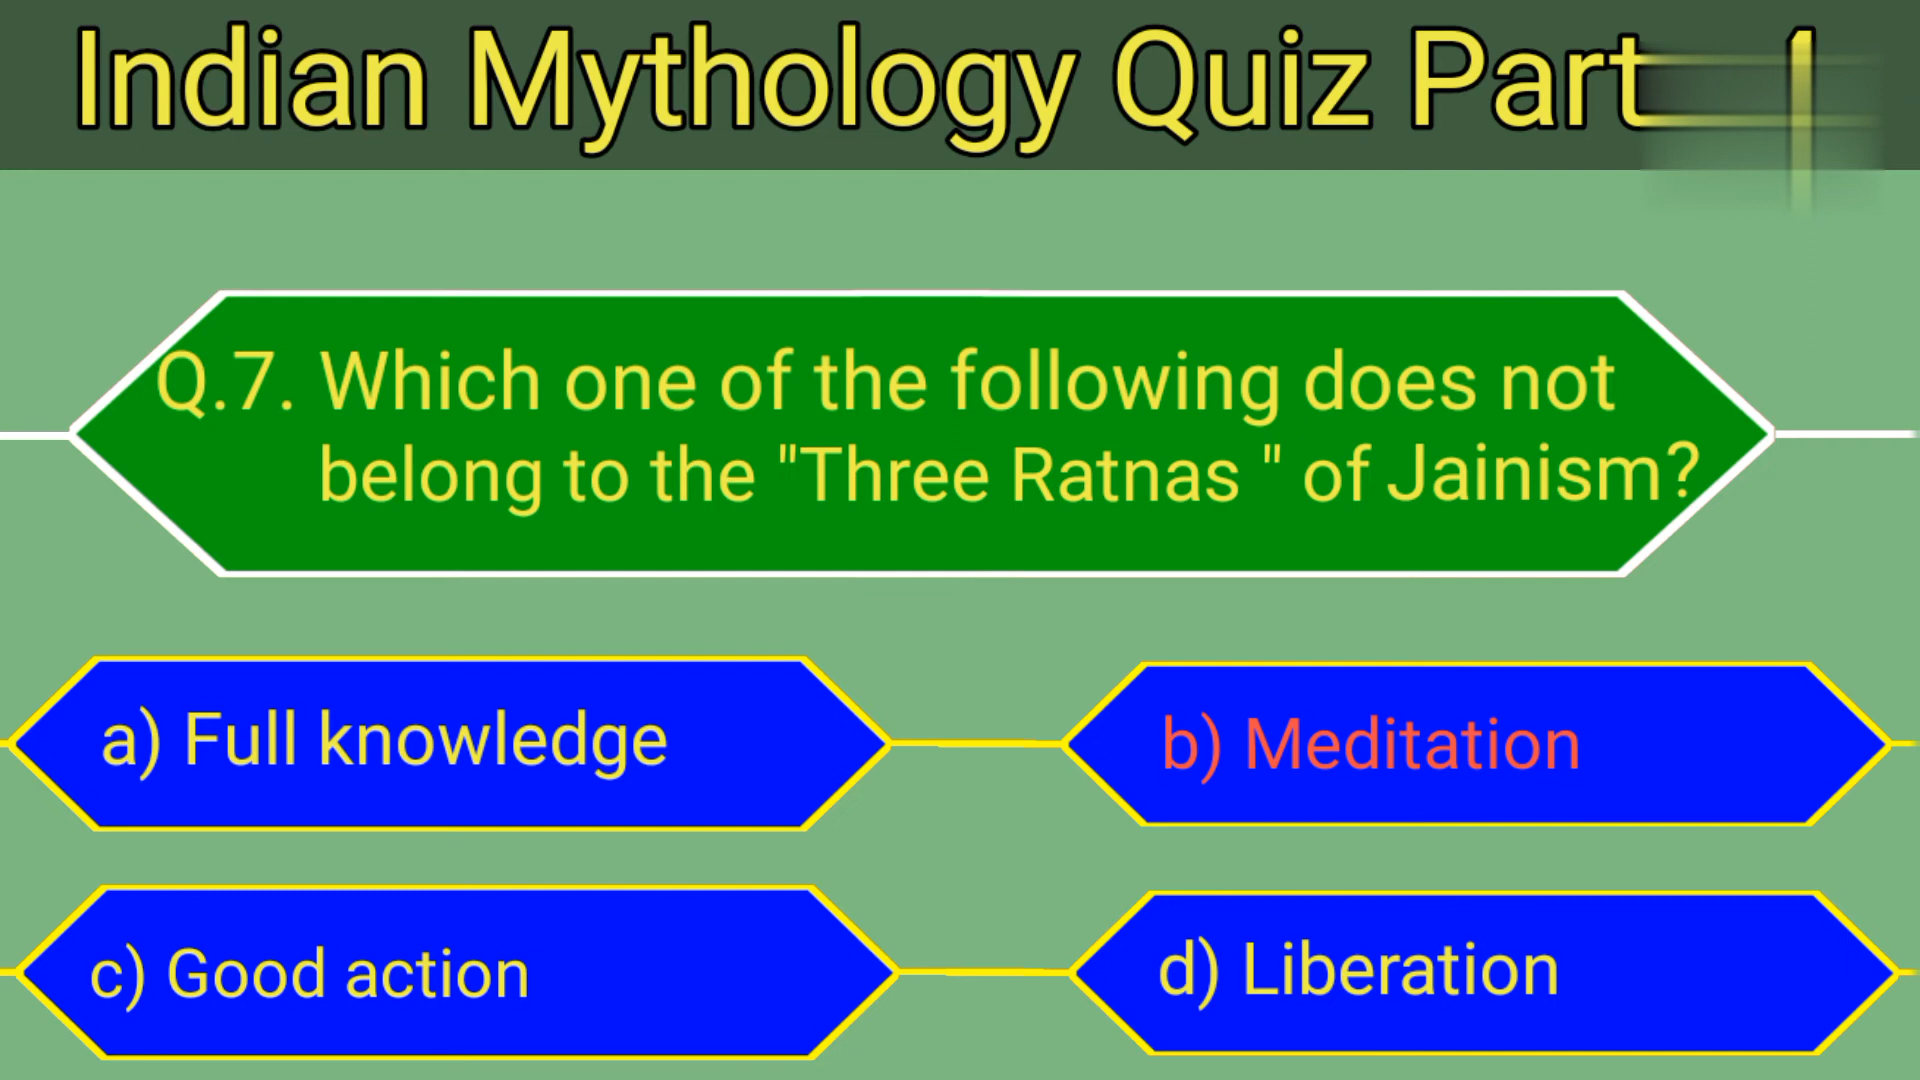 Indian Mythology Quiz Part 1
Q.7. Which one of the following does not
belong to the "Three Ratnas " of Jainism?
a) Full knowledge
b) Meditation
c) Good action
d) Liberation